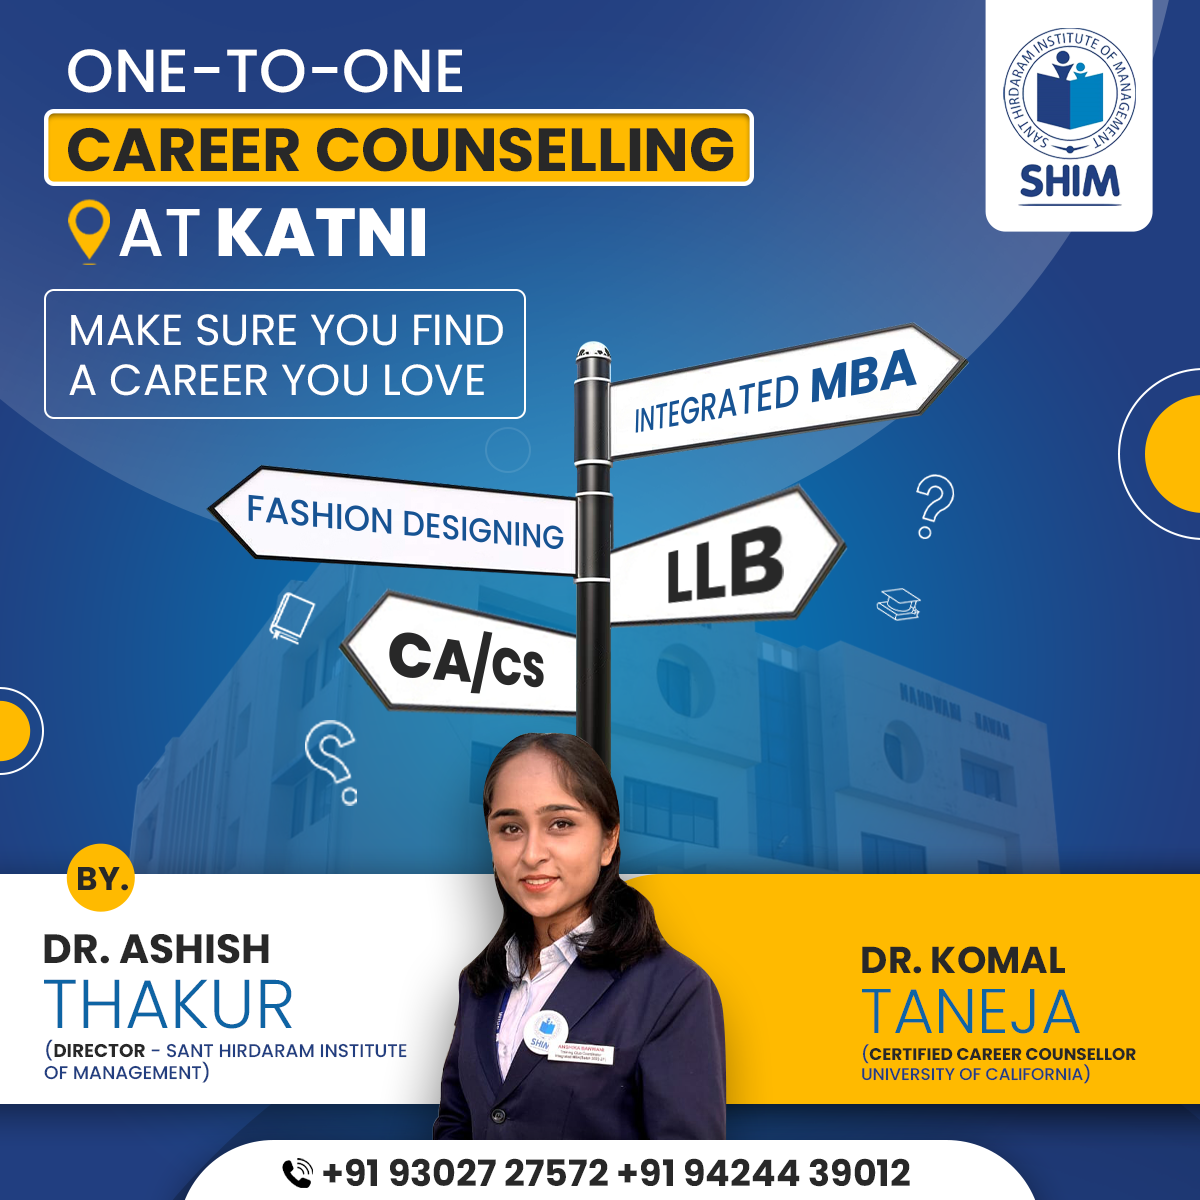 ONE-TO-ONE
CAREER COUNSELLING
AT KATNI
MAKE SURE YOU FIND
A CAREER YOU LOVE
SANT HIRDARAM INSTITUTE OF MANAGEMENT
SHIM
INTEGRATED MBA
FASHION DESIGNING
LLB
CA/CS
BY.
DR. ASHISH
THAKUR
(DIRECTOR - SANT HIRDARAM INSTITUTE
OF MANAGEMENT)
DR. KOMAL
TANEJA
(CERTIFIED CAREER COUNSELLOR
UNIVERSITY OF CALIFORNIA)
SHIM
+91 93027 27572 +91 94244 39012